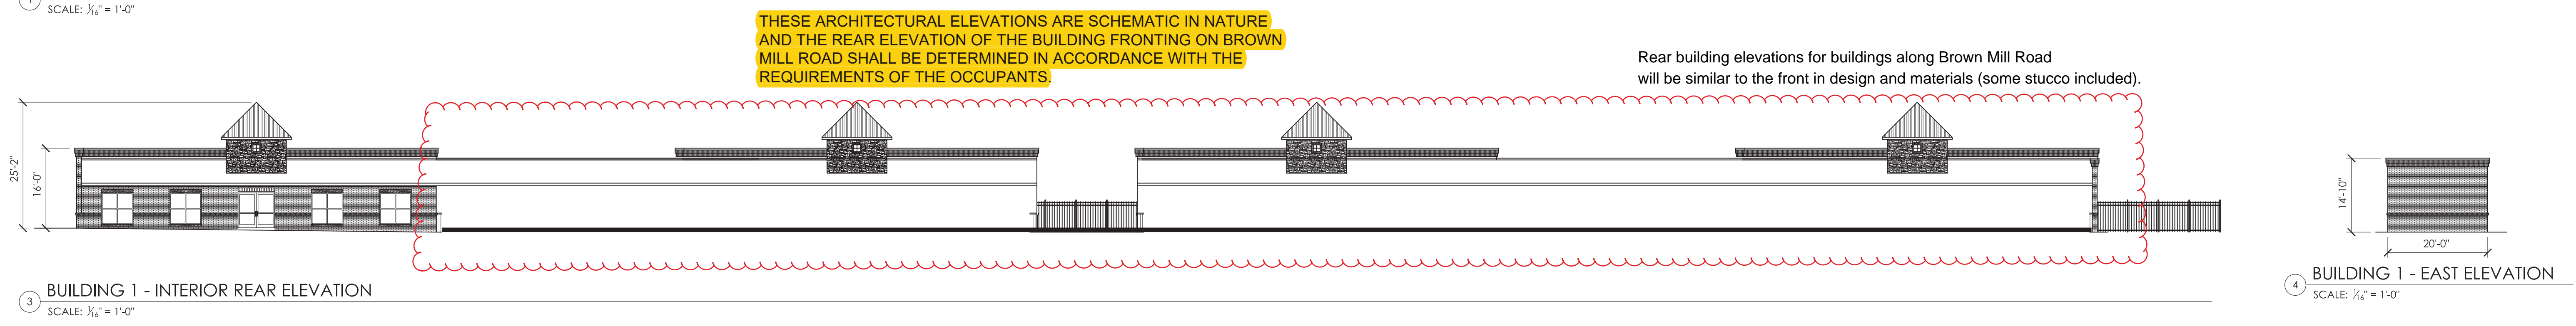 1
SCALE: 1/16" = 1'-0"
THESE ARCHITECTURAL ELEVATIONS ARE SCHEMATIC IN NATURE
AND THE REAR ELEVATION OF THE BUILDING FRONTING ON BROWN
MILL ROAD SHALL BE DETERMINED IN ACCORDANCE WITH THE
REQUIREMENTS OF THE OCCUPANTS.
Rear building elevations for buildings along Brown Mill Road
will be similar to the front in design and materials (some stucco included).
25'-2"
16'-0"
14'-10"
20'-0"
3
BUILDING 1 - INTERIOR REAR ELEVATION
SCALE: 1/16" = 1'-0"
4
BUILDING 1 - EAST ELEVATION
SCALE: 1/16" = 1'-0"